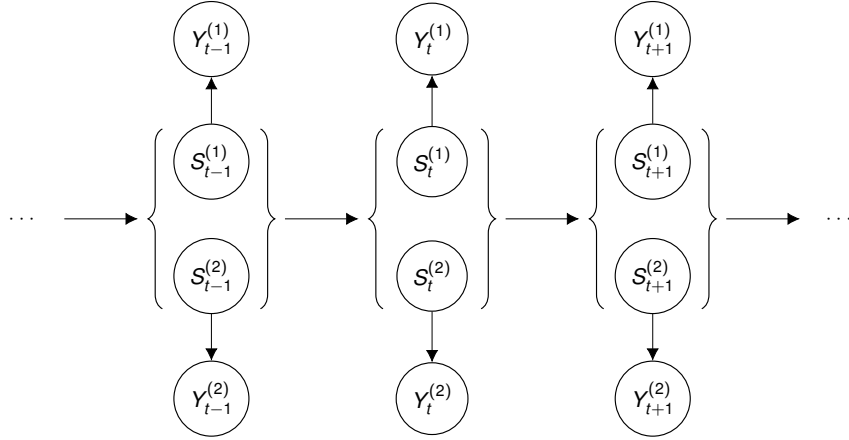 Y_{t−1}^{(1)} Y_t^{(1)} Y_{t+1}^{(1)}
S_{t−1}^{(1)} S_t^{(1)} S_{t+1}^{(1)}
··· ···
S_{t−1}^{(2)} S_t^{(2)} S_{t+1}^{(2)}
Y_{t−1}^{(2)} Y_t^{(2)} Y_{t+1}^{(2)}